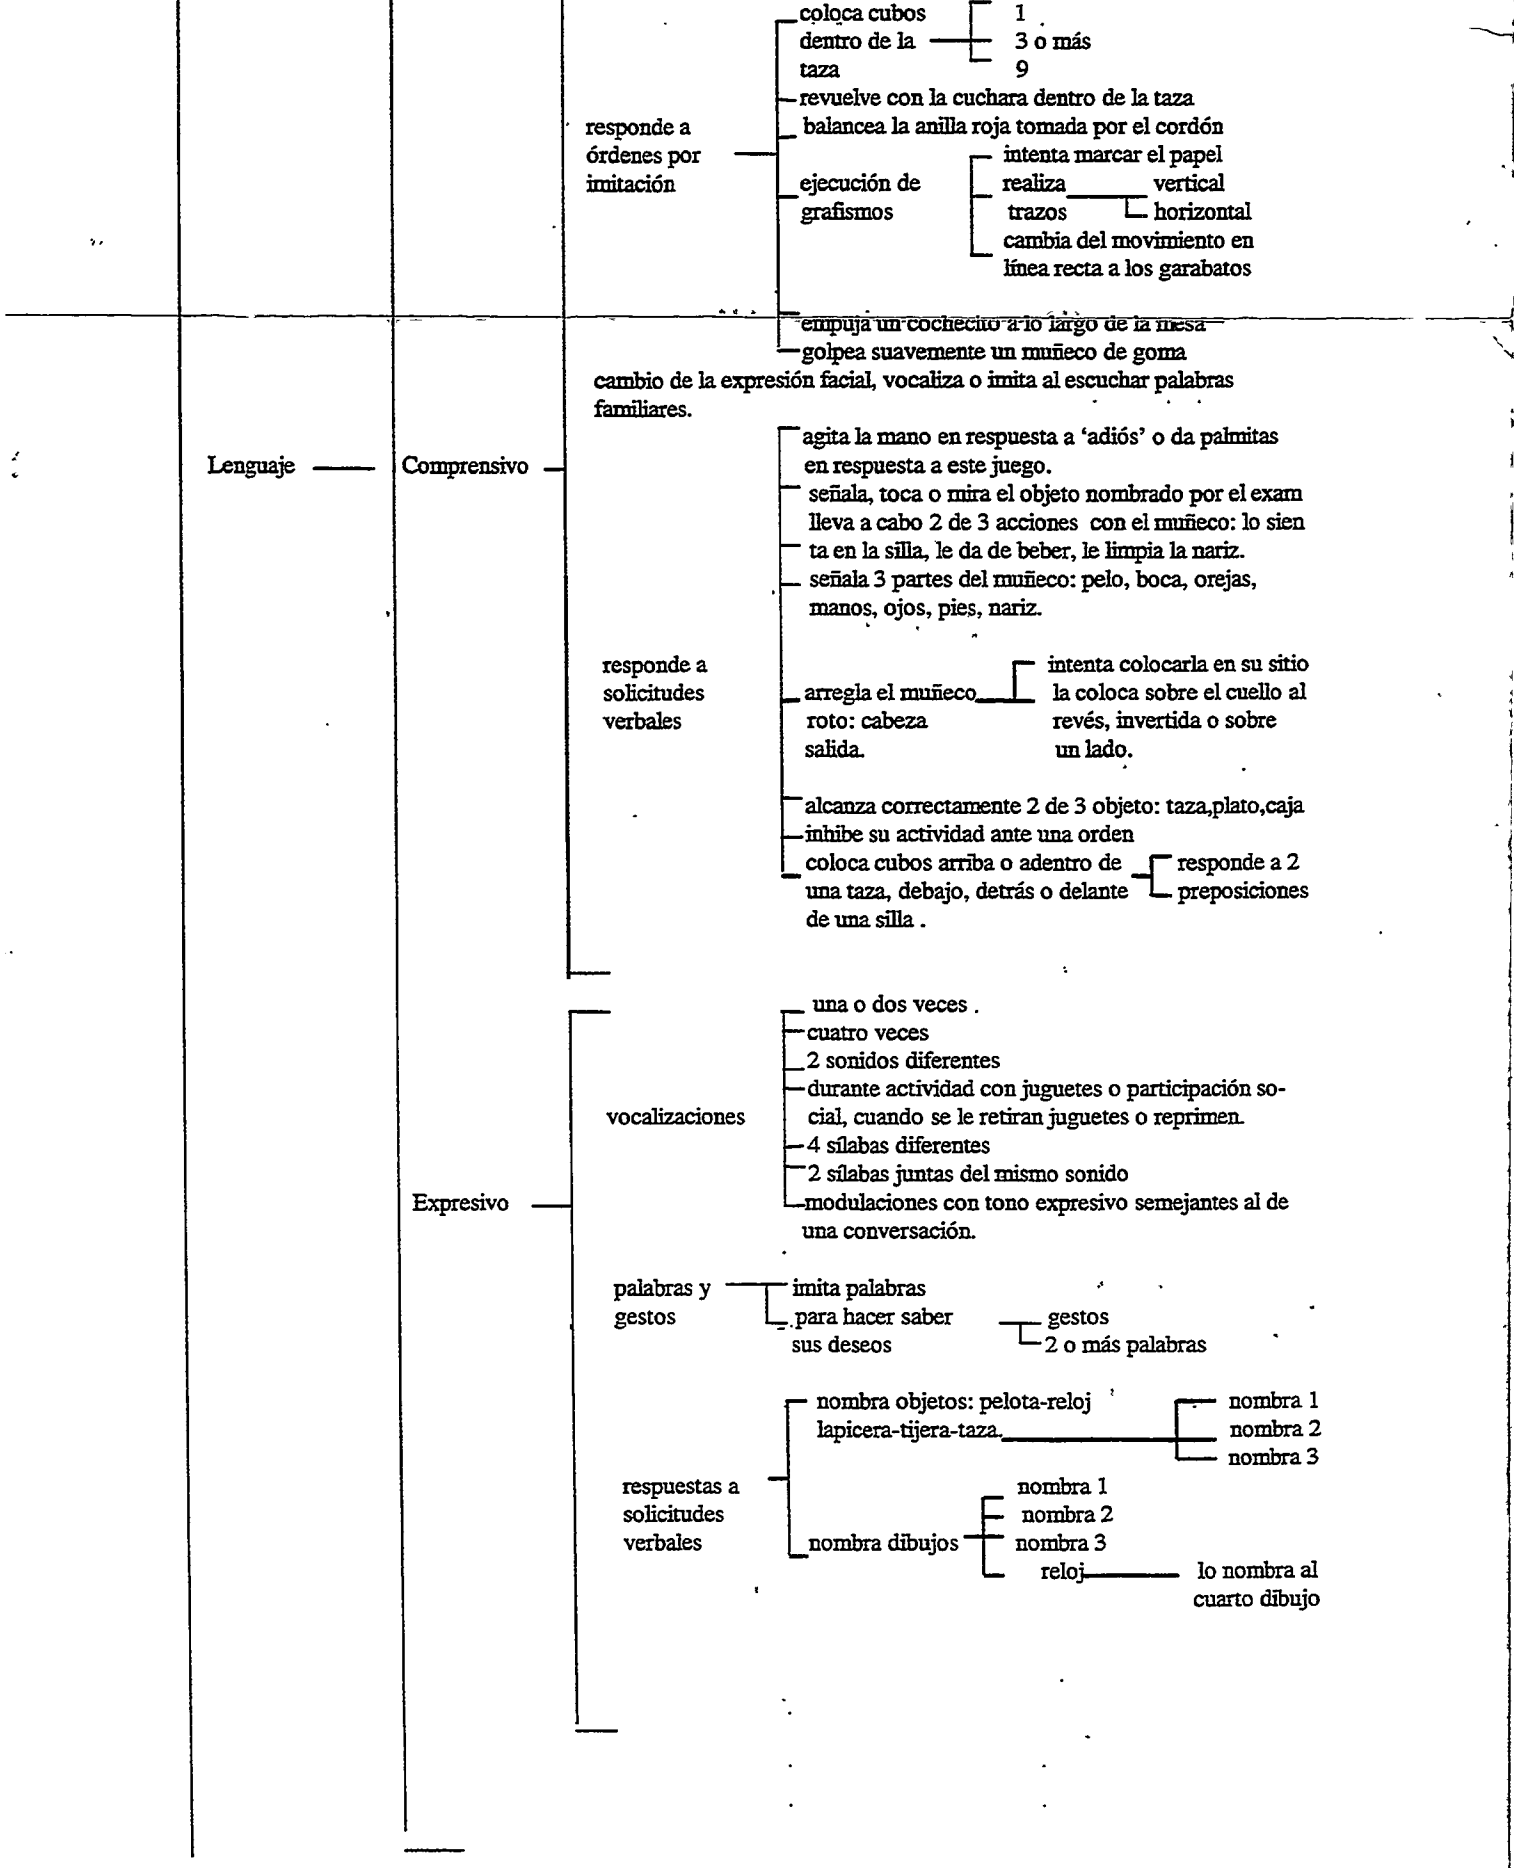 coloca cubos
dentro de la
taza
1
3 o más
9
revuelve con la cuchara dentro de la taza
balancea la anilla roja tomada por el cordón
responde a
órdenes por
imitación
ejecución de
grafismos
intenta marcar el papel
realiza
trazos
vertical
horizontal
cambia del movimiento en
línea recta a los garabatos
empuja un cochecito a lo largo de la mesa
golpea suavemente un muñeco de goma
cambio de la expresión facial, vocaliza o imita al escuchar palabras
familiares.
Lenguaje
Comprensivo
responde a
solicitudes
verbales
agita la mano en respuesta a ‘adiós’ o da palmitas
en respuesta a este juego.
señala, toca o mira el objeto nombrado por el exam
lleva a cabo 2 de 3 acciones con el muñeco: lo sien
ta en la silla, le da de beber, le limpia la nariz.
señala 3 partes del muñeco: pelo, boca, orejas,
manos, ojos, pies, nariz.
arregla el muñeco
roto: cabeza
salida.
intenta colocarla en su sitio
la coloca sobre el cuello al
revés, invertida o sobre
un lado.
alcanza correctamente 2 de 3 objeto: taza,plato,caja
inhibe su actividad ante una orden
coloca cubos arriba o adentro de
una taza, debajo, detrás o delante
de una silla .
responde a 2
preposiciones
Expresivo
vocalizaciones
una o dos veces .
cuatro veces
2 sonidos diferentes
durante actividad con juguetes o participación so-
cial, cuando se le retiran juguetes o reprimen.
4 sílabas diferentes
2 sílabas juntas del mismo sonido
modulaciones con tono expresivo semejantes al de
una conversación.
palabras y
gestos
imita palabras
para hacer saber
sus deseos
gestos
2 o más palabras
respuestas a
solicitudes
verbales
nombra objetos: pelota-reloj
lapicera-tijera-taza.
nombra 1
nombra 2
nombra 3
nombra dibujos
nombra 1
nombra 2
nombra 3
reloj
lo nombra al
cuarto dibujo